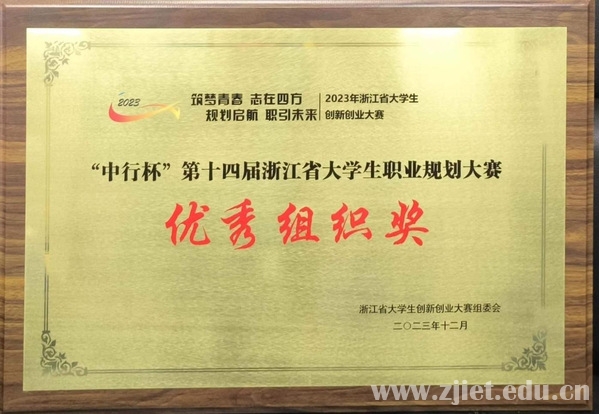 2023
筑梦青春 志在四方
规划启航 职引未来
2023年浙江省大学生
创新创业大赛
“中行杯”第十四届浙江省大学生职业规划大赛
优秀组织奖
浙江省大学生创新创业大赛组委会
二〇二三年十二月
www.zjiet.edu.cn